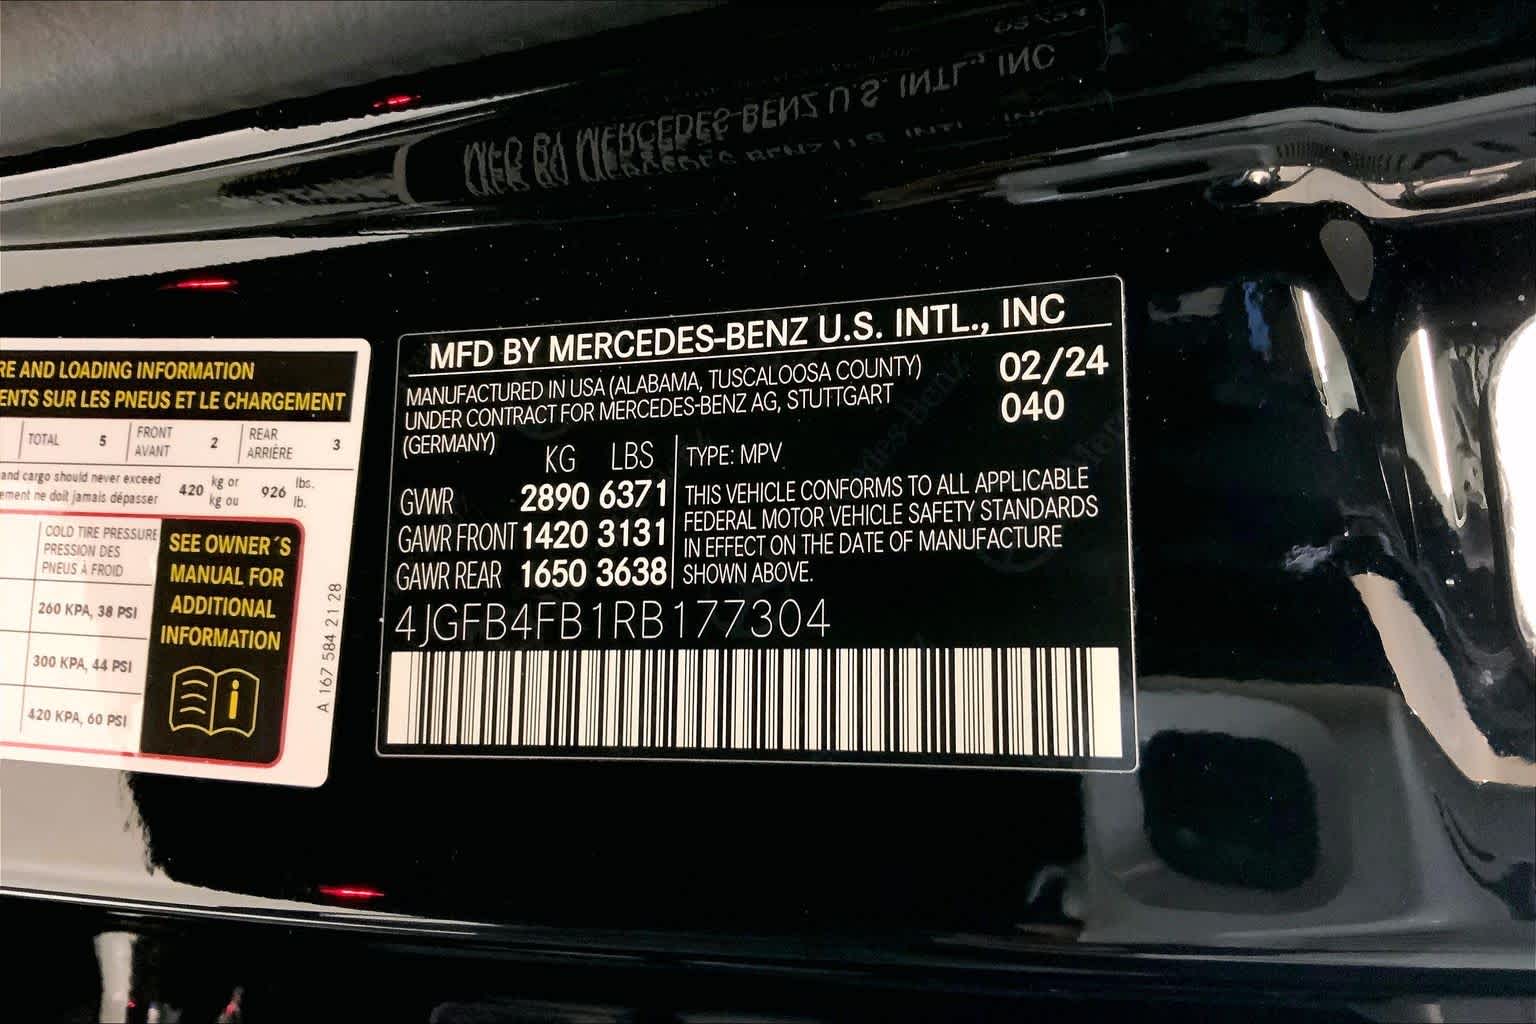 RE AND LOADING INFORMATION
ENTS SUR LES PNEUS ET LE CHARGEMENT
TOTAL 5 FRONT AVANT 2 REAR ARRIÈRE 3
and cargo should never exceed
ement ne doit jamais dépasser
420 kg or kg ou 926 lbs. lb.
COLD TIRE PRESSURE
PRESSION DES
PNEUS À FROID
260 KPA, 38 PSI
300 KPA, 44 PSI
420 KPA, 60 PSI
SEE OWNER´S
MANUAL FOR
ADDITIONAL
INFORMATION
A 167 584 21 28
MFD BY MERCEDES-BENZ U.S. INTL., INC
MANUFACTURED IN USA (ALABAMA, TUSCALOOSA COUNTY)
UNDER CONTRACT FOR MERCEDES-BENZ AG, STUTTGART
(GERMANY)
02/24
040
KG LBS
GVWR 2890 6371
GAWR FRONT 1420 3131
GAWR REAR 1650 3638
TYPE: MPV
THIS VEHICLE CONFORMS TO ALL APPLICABLE
FEDERAL MOTOR VEHICLE SAFETY STANDARDS
IN EFFECT ON THE DATE OF MANUFACTURE
SHOWN ABOVE.
4JGFB4FB1RB177304